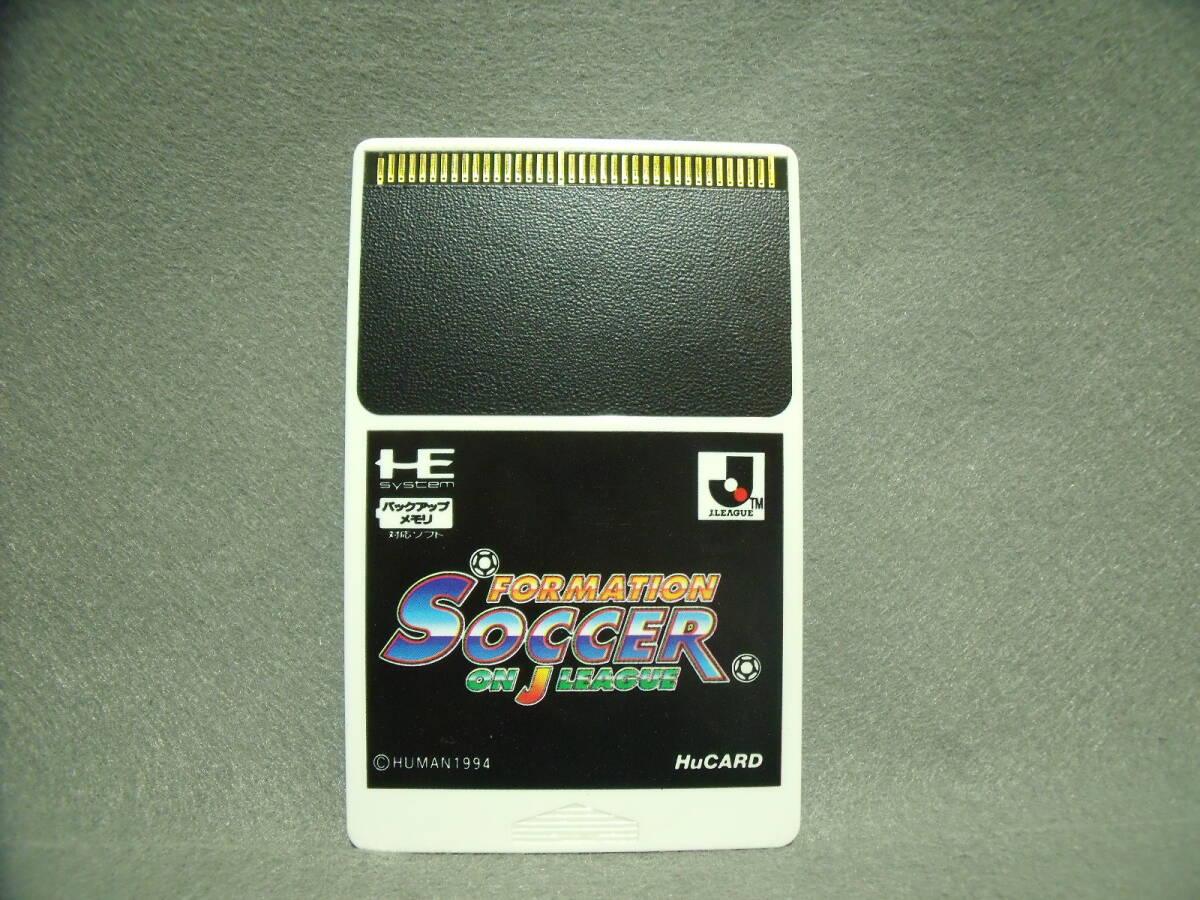 HE
system
バックアップ
メモリ
対応ソフト
J.LEAGUE
TM
FORMATION
SOCCER
ON J LEAGUE
©HUMAN1994
HuCARD